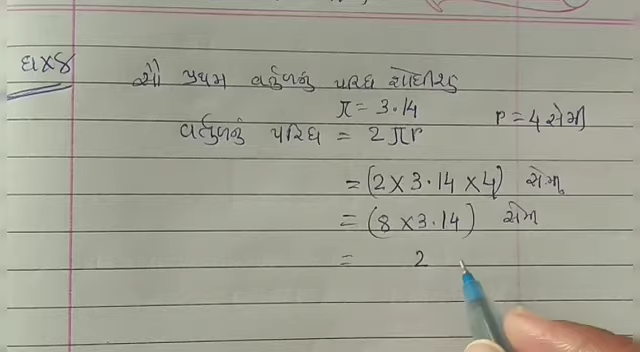 દાખ૪
સૌ પ્રથમ વર્તુળનું પરિઘ શોધીશું
π = 3.14 r = 4 સેમી
વર્તુળનું પરિઘ = 2πr
= (2 × 3.14 × 4) સેમી
= (8 × 3.14) સેમી
= 2